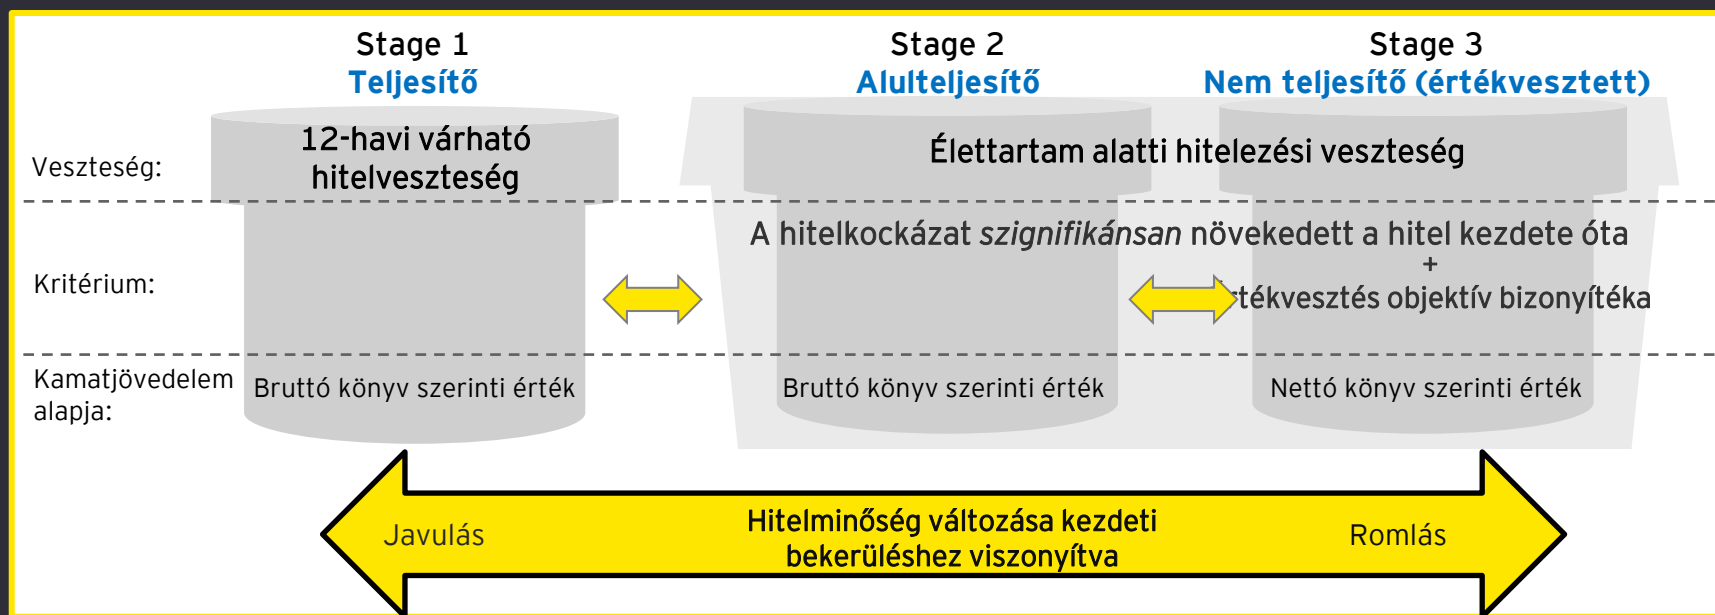 Stage 1
Teljesítő
Stage 2
Alulteljesítő
Stage 3
Nem teljesítő (értékvesztett)
Veszteség:
12-havi várható
hitelveszteség
Élettartam alatti hitelezési veszteség
Kritérium:
A hitelkockázat szignifikánsan növekedett a hitel kezdete óta
+
tékvesztés objektív bizonyítéka
Kamatjövedelem
alapja:
Bruttó könyv szerinti érték
Bruttó könyv szerinti érték
Nettó könyv szerinti érték
Javulás
Hitelminőség változása kezdeti
bekerüléshez viszonyítva
Romlás